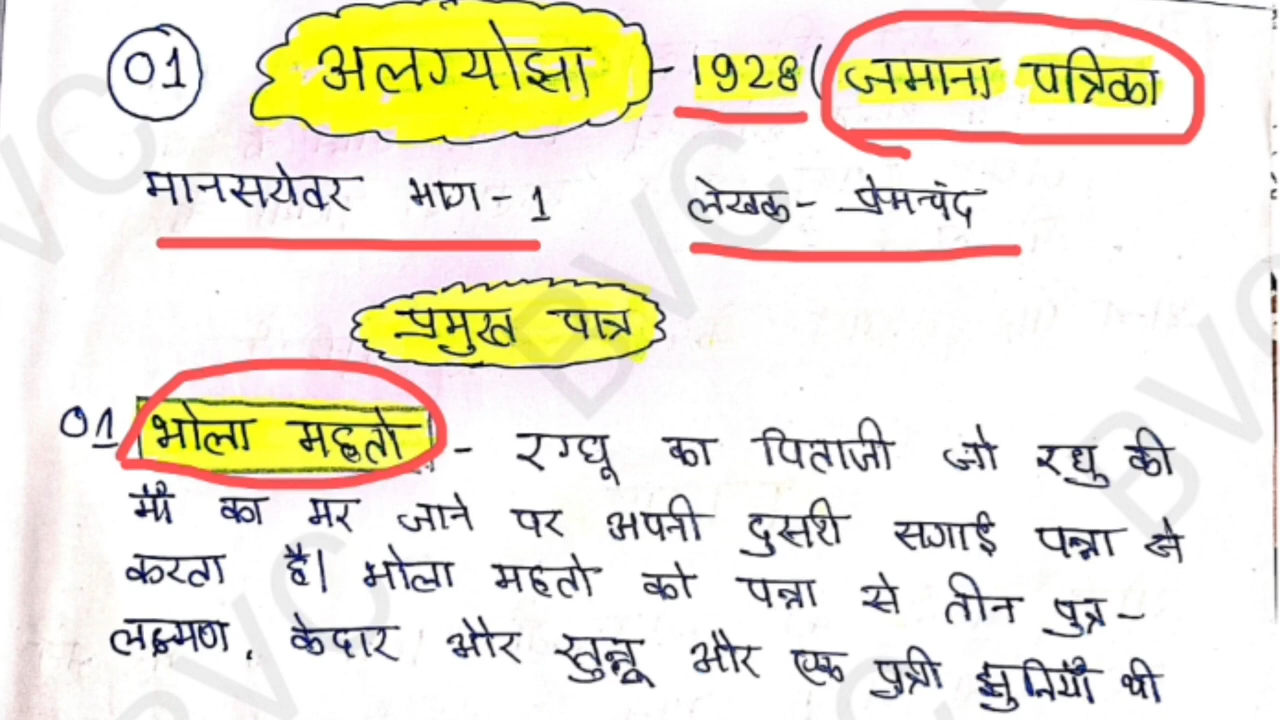 01 अलग्योझा - 1928 ( जमाना पत्रिका
मानसरोवर भाग - 1 लेखक - प्रेमचंद
प्रमुख पात्र
01 भोला महतो - रग्घू का पिताजी जो रघु की
माँ का मर जाने पर अपनी दुसरी सगाई पन्ना से
करता है। भोला महतो को पन्ना से तीन पुत्र -
लक्ष्मण, केदार और खुन्नू और एक पुत्री झुनियाँ थी
BVC